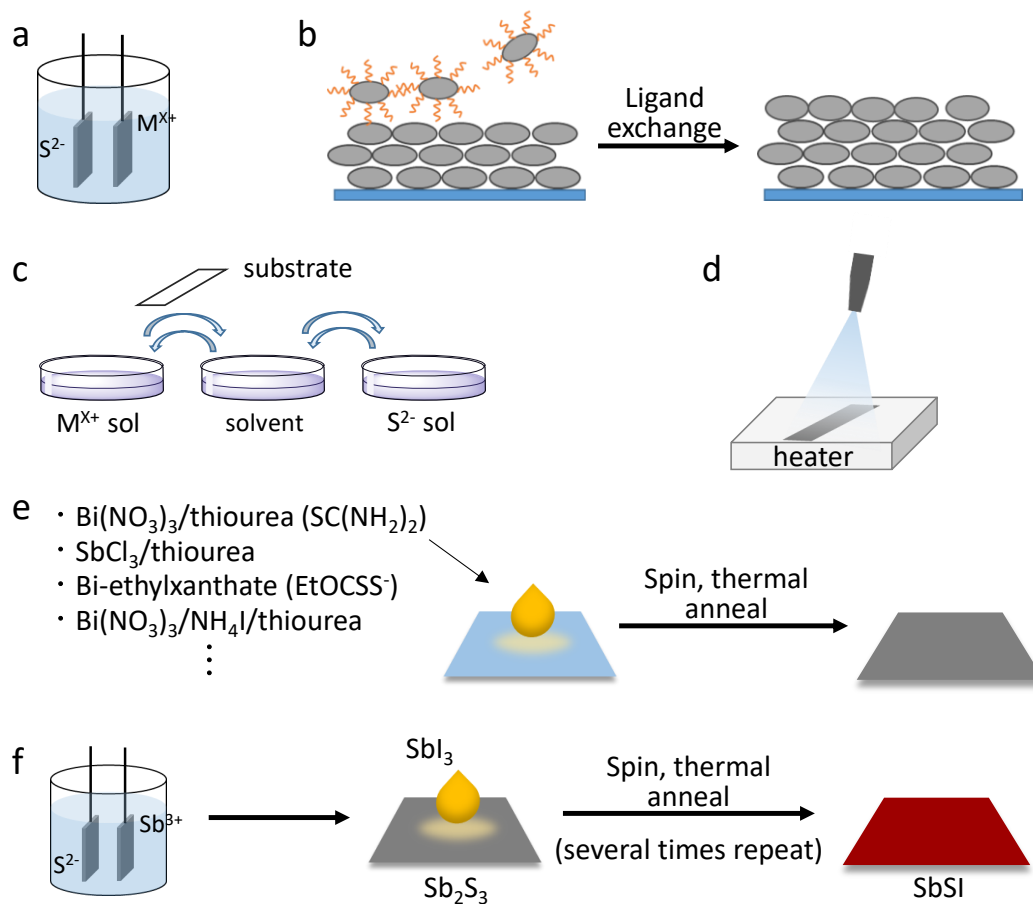 a
S²⁻
Mˣ⁺
b
Ligand
exchange
c
substrate
Mˣ⁺ sol
solvent
S²⁻ sol
d
heater
e
・Bi(NO₃)₃/thiourea (SC(NH₂)₂)
・SbCl₃/thiourea
・Bi-ethylxanthate (EtOCSS⁻)
・Bi(NO₃)₃/NH₄I/thiourea
⋮
Spin, thermal
anneal
f
S²⁻
Sb³⁺
SbI₃
Sb₂S₃
Spin, thermal
anneal
(several times repeat)
SbSI